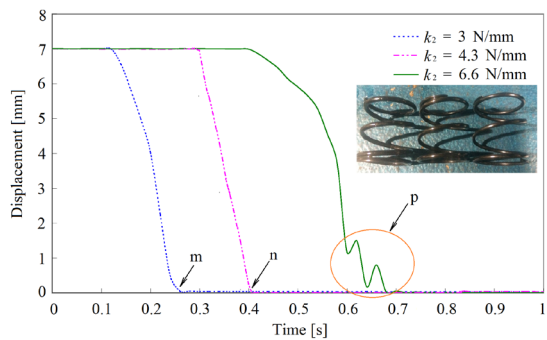 k₂ = 3 N/mm
k₂ = 4.3 N/mm
k₂ = 6.6 N/mm
Displacement [mm]
8
7
6
5
4
3
2
1
0
p
m
n
0 0.1 0.2 0.3 0.4 0.5 0.6 0.7 0.8 0.9 1
Time [s]